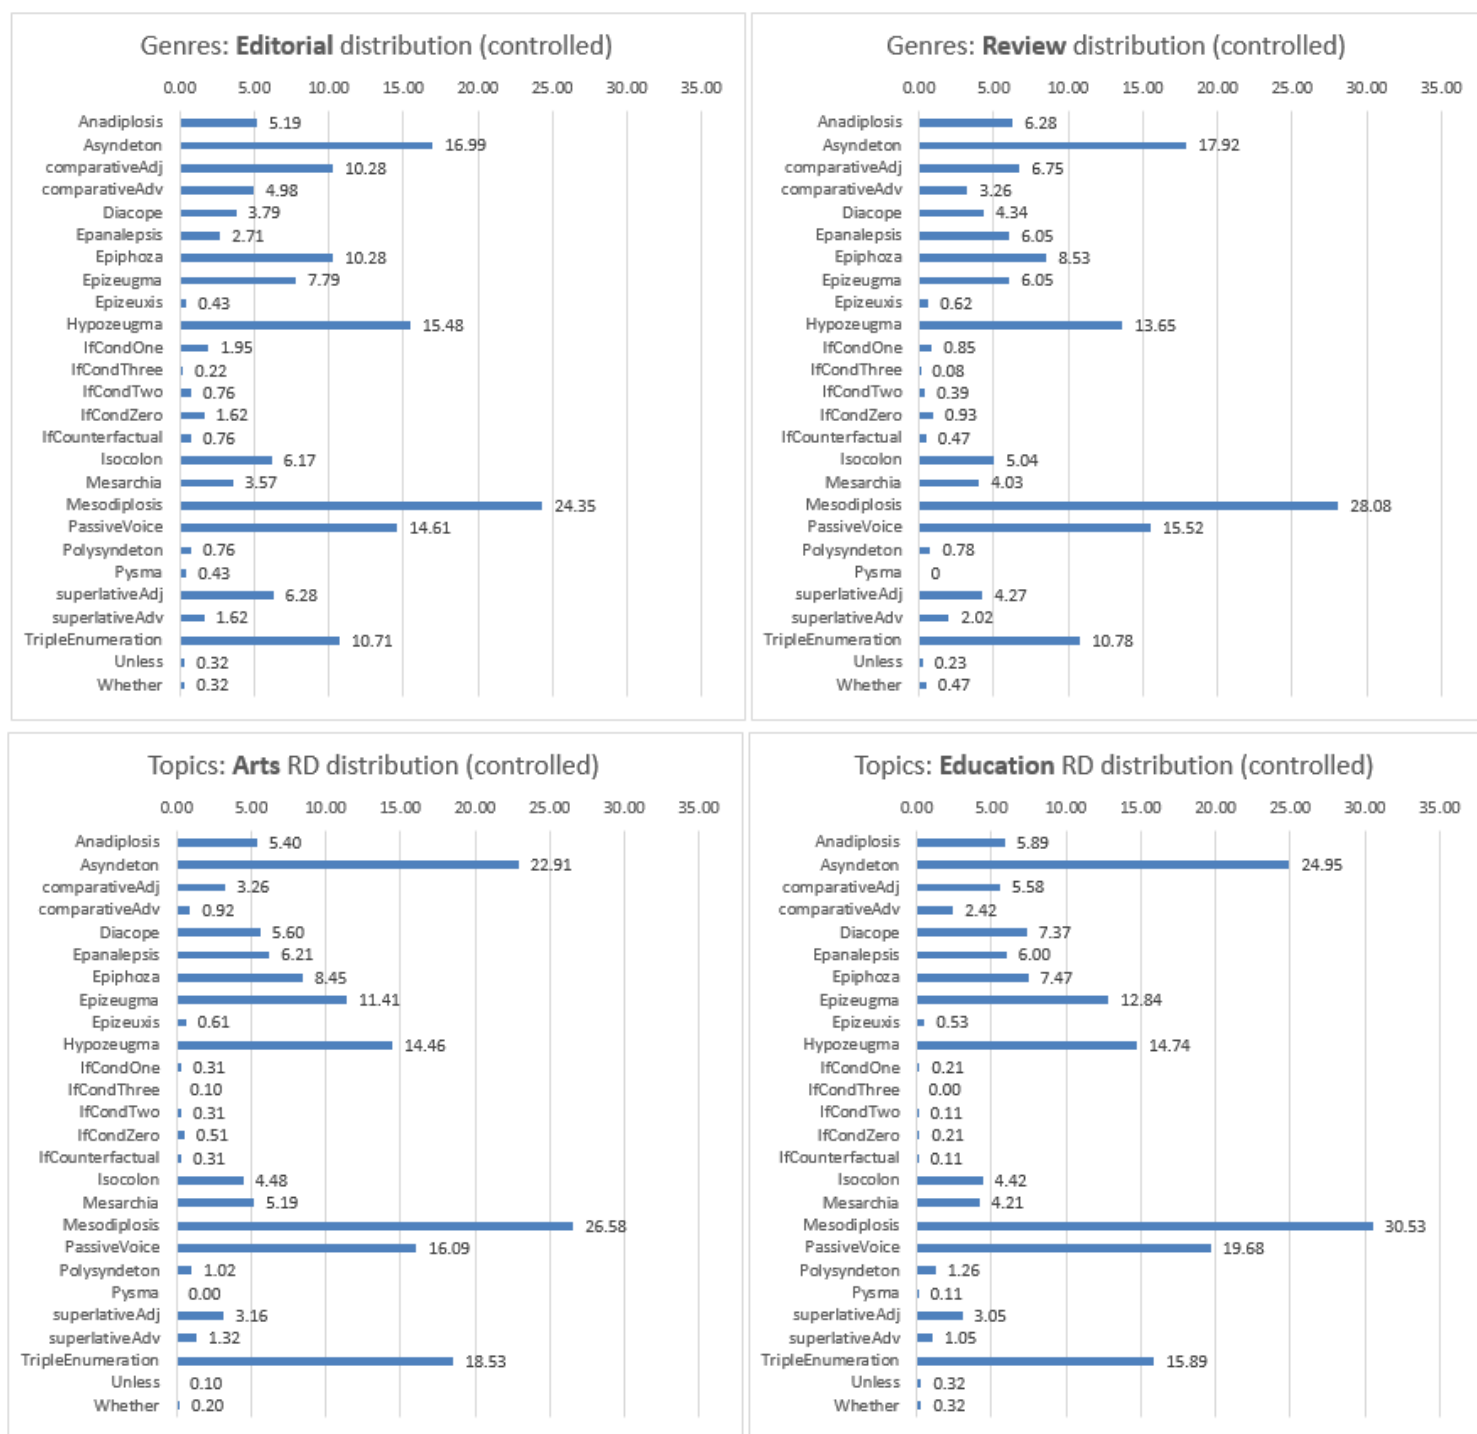 Genres: Editorial distribution (controlled)
0.00 5.00 10.00 15.00 20.00 25.00 30.00 35.00
Anadiplosis 5.19
Asyndeton 16.99
comparativeAdj 10.28
comparativeAdv 4.98
Diacope 3.79
Epanalepsis 2.71
Epiphoza 10.28
Epizeugma 7.79
Epizeuxis 0.43
Hypozeugma 15.48
IfCondOne 1.95
IfCondThree 0.22
IfCondTwo 0.76
IfCondZero 1.62
IfCounterfactual 0.76
Isocolon 6.17
Mesarchia 3.57
Mesodiplosis 24.35
PassiveVoice 14.61
Polysyndeton 0.76
Pysma 0.43
superlativeAdj 6.28
superlativeAdv 1.62
TripleEnumeration 10.71
Unless 0.32
Whether 0.32
Genres: Review distribution (controlled)
0.00 5.00 10.00 15.00 20.00 25.00 30.00 35.00
Anadiplosis 6.28
Asyndeton 17.92
comparativeAdj 6.75
comparativeAdv 3.26
Diacope 4.34
Epanalepsis 6.05
Epiphoza 8.53
Epizeugma 6.05
Epizeuxis 0.62
Hypozeugma 13.65
IfCondOne 0.85
IfCondThree 0.08
IfCondTwo 0.39
IfCondZero 0.93
IfCounterfactual 0.47
Isocolon 5.04
Mesarchia 4.03
Mesodiplosis 28.08
PassiveVoice 15.52
Polysyndeton 0.78
Pysma 0
superlativeAdj 4.27
superlativeAdv 2.02
TripleEnumeration 10.78
Unless 0.23
Whether 0.47
Topics: Arts RD distribution (controlled)
0.00 5.00 10.00 15.00 20.00 25.00 30.00 35.00
Anadiplosis 5.40
Asyndeton 22.91
comparativeAdj 3.26
comparativeAdv 0.92
Diacope 5.60
Epanalepsis 6.21
Epiphoza 8.45
Epizeugma 11.41
Epizeuxis 0.61
Hypozeugma 14.46
IfCondOne 0.31
IfCondThree 0.10
IfCondTwo 0.31
IfCondZero 0.51
IfCounterfactual 0.31
Isocolon 4.48
Mesarchia 5.19
Mesodiplosis 26.58
PassiveVoice 16.09
Polysyndeton 1.02
Pysma 0.00
superlativeAdj 3.16
superlativeAdv 1.32
TripleEnumeration 18.53
Unless 0.10
Whether 0.20
Topics: Education RD distribution (controlled)
0.00 5.00 10.00 15.00 20.00 25.00 30.00 35.00
Anadiplosis 5.89
Asyndeton 24.95
comparativeAdj 5.58
comparativeAdv 2.42
Diacope 7.37
Epanalepsis 6.00
Epiphoza 7.47
Epizeugma 12.84
Epizeuxis 0.53
Hypozeugma 14.74
IfCondOne 0.21
IfCondThree 0.00
IfCondTwo 0.11
IfCondZero 0.21
IfCounterfactual 0.11
Isocolon 4.42
Mesarchia 4.21
Mesodiplosis 30.53
PassiveVoice 19.68
Polysyndeton 1.26
Pysma 0.11
superlativeAdj 3.05
superlativeAdv 1.05
TripleEnumeration 15.89
Unless 0.32
Whether 0.32